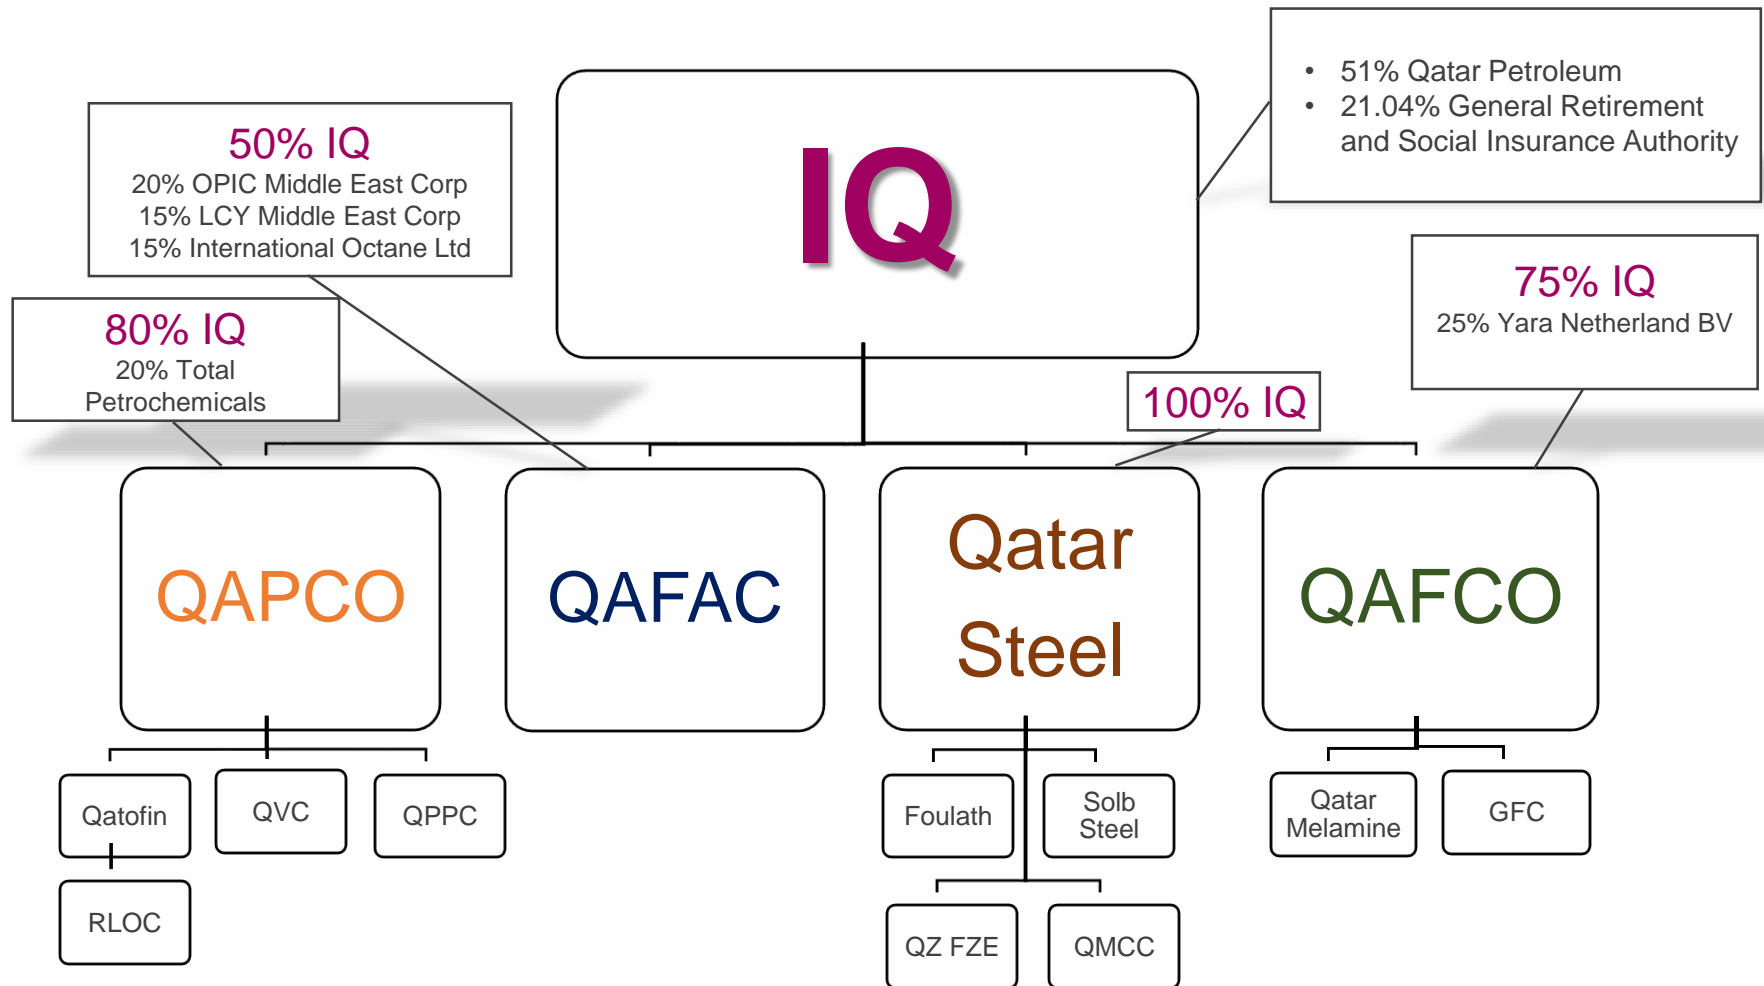 IQ
• 51% Qatar Petroleum
• 21.04% General Retirement
and Social Insurance Authority
50% IQ
20% OPIC Middle East Corp
15% LCY Middle East Corp
15% International Octane Ltd
75% IQ
25% Yara Netherland BV
80% IQ
20% Total
Petrochemicals
100% IQ
QAPCO
QAFAC
Qatar
Steel
QAFCO
Qatofin
QVC
QPPC
Foulath
Solb
Steel
Qatar
Melamine
GFC
RLOC
QZ FZE
QMCC